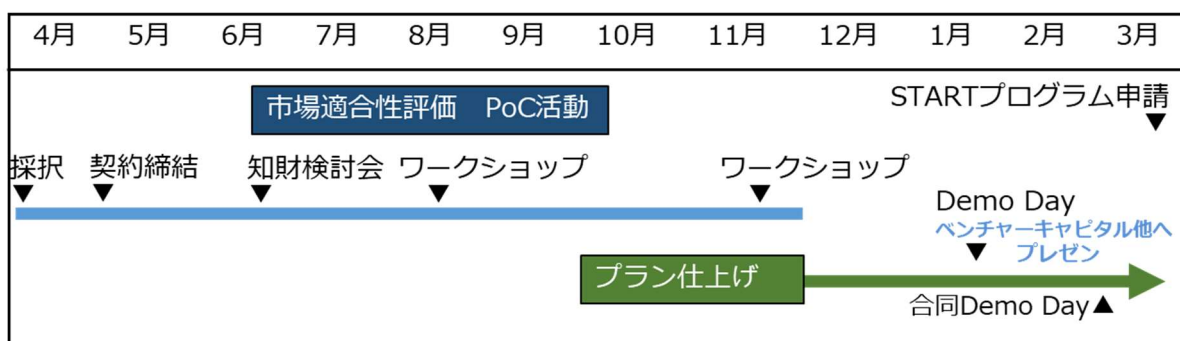 4月 5月 6月 7月 8月 9月 10月 11月 12月 1月 2月 3月
市場適合性評価 PoC活動
STARTプログラム申請
▼
採択 契約締結 知財検討会 ワークショップ ワークショップ
▼ ▼ ▼ ▼ ▼
Demo Day
ベンチャーキャピタル他へ
▼ プレゼン
プラン仕上げ
合同Demo Day▲